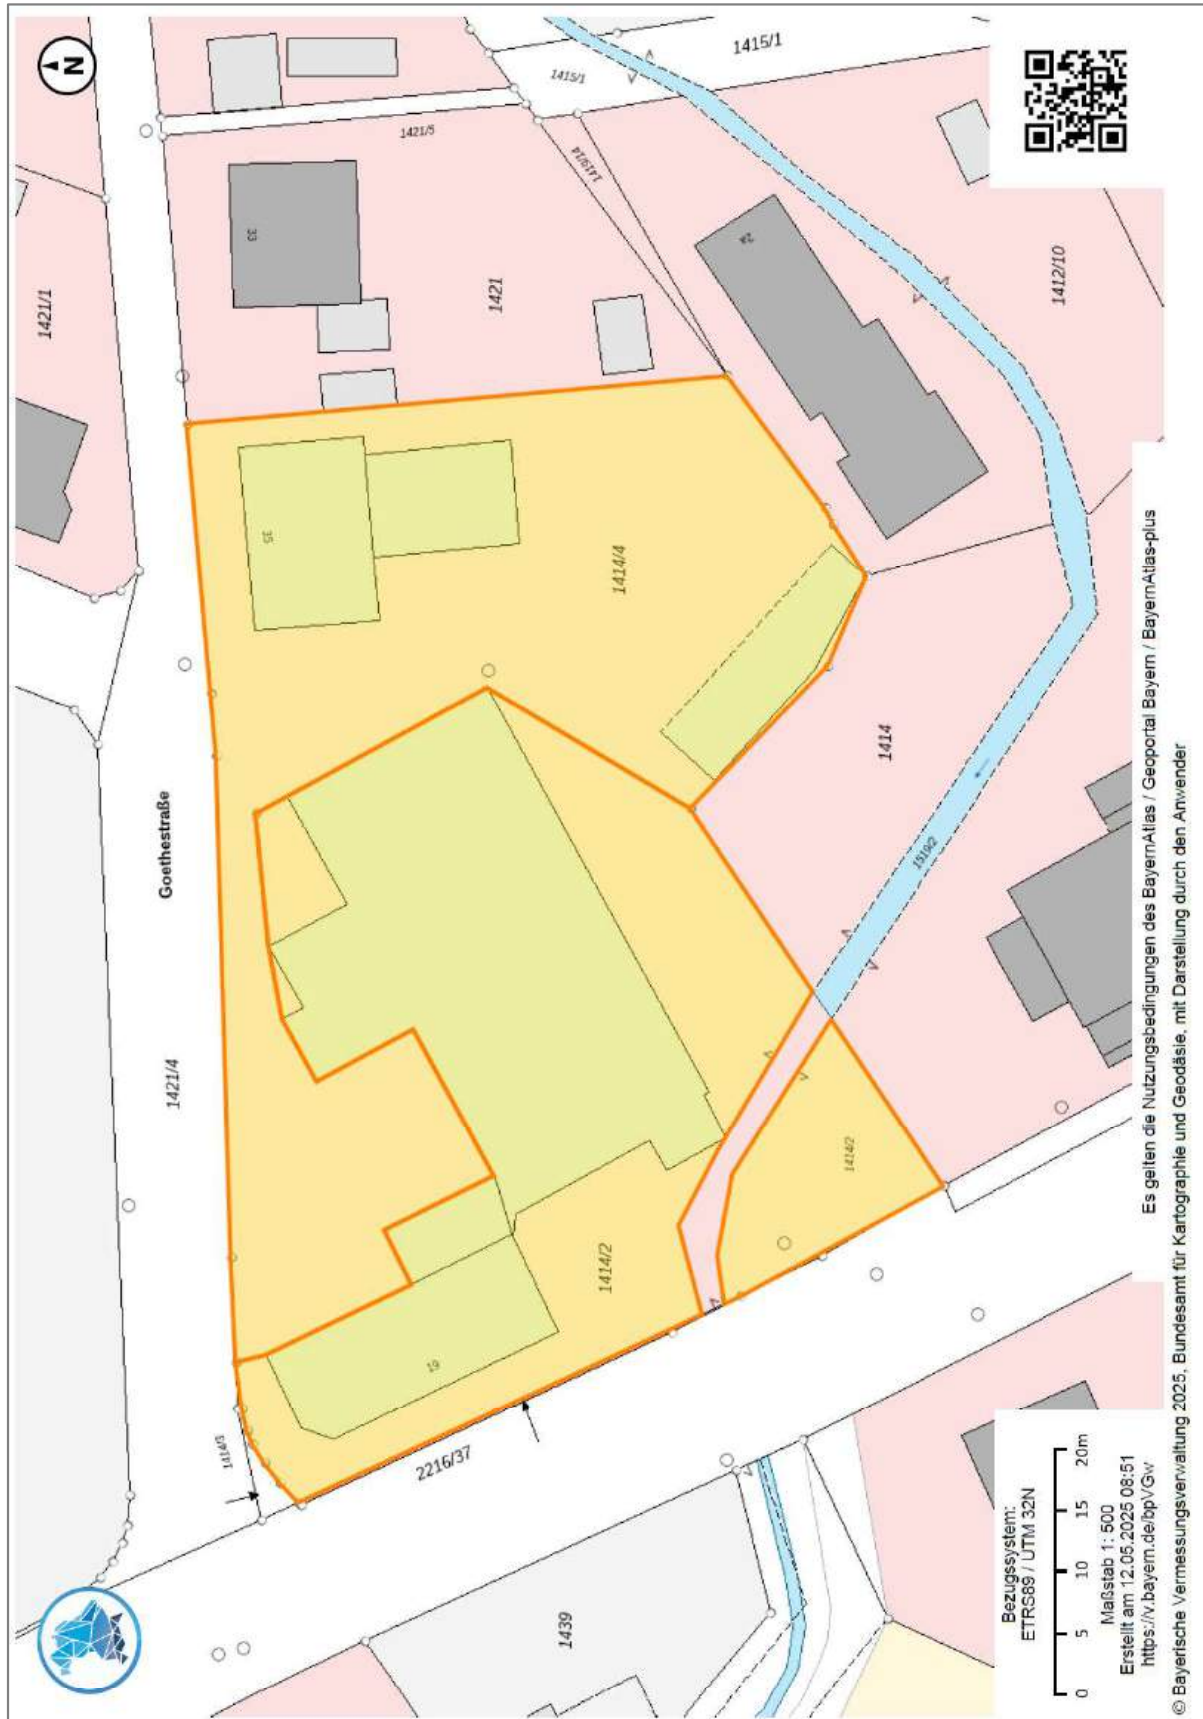 N
1421/1
33
1421
1421/5
1419/14
1415/1
1415/1
2a
1412/10
35
1414/4
Goethestraße
1421/4
1414
1519/2
1414/2
1414/2
19
1414/3
2216/37
1439
Bezugssystem:
ETRS89 / UTM 32N
0 5 10 15 20m
Maßstab 1: 500
Erstellt am 12.05.2025 08:51
https://v.bayern.de/bpVGw
Es gelten die Nutzungsbedingungen des BayernAtlas / Geoportal Bayern / BayernAtlas-plus
© Bayerische Vermessungsverwaltung 2025, Bundesamt für Kartographie und Geodäsie, mit Darstellung durch den Anwender